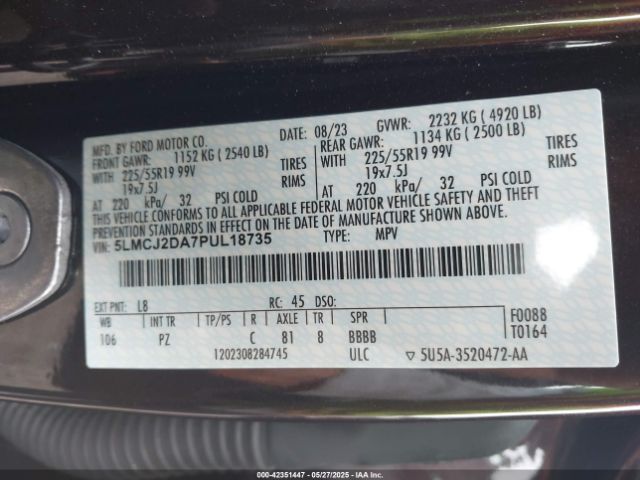 MFD. BY FORD MOTOR CO.
DATE: 08/23 GVWR: 2232 KG ( 4920 LB)
FRONT GAWR: 1152 KG ( 2540 LB) REAR GAWR: 1134 KG ( 2500 LB)
WITH 225/55R19 99V TIRES WITH 225/55R19 99V TIRES
19x7.5J RIMS 19x7.5J RIMS
AT 220 kPa/ 32 PSI COLD AT 220 kPa/ 32 PSI COLD
THIS VEHICLE CONFORMS TO ALL APPLICABLE FEDERAL MOTOR VEHICLE SAFETY AND THEFT
PREVENTION STANDARDS IN EFFECT ON THE DATE OF MANUFACTURE SHOWN ABOVE.
VIN: 5LMCJ2DA7PUL18735 TYPE: MPV
EXT PNT: L8 RC: 45 DSO:
WB INT TR TP/PS R AXLE TR SPR F0088
106 PZ C 81 8 BBBB T0164
1202308284745 ULC ▽ 5U5A-3520472-AA
000-42351447 - 05/27/2025 - IAAI